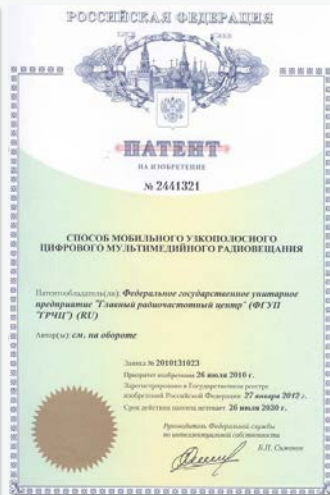 РОССИЙСКАЯ ФЕДЕРАЦИЯ
ПАТЕНТ
НА ИЗОБРЕТЕНИЕ
№ 2441321
СПОСОБ МОБИЛЬНОГО УЗКОПОЛОСНОГО
ЦИФРОВОГО МУЛЬТИМЕДИЙНОГО РАДИОВЕЩАНИЯ
Патентообладатель(ли): Федеральное государственное унитарное
предприятие "Главный радиочастотный центр" (ФГУП
"ГРЧЦ") (RU)
Автор(ы): см. на обороте
Заявка № 2010131023
Приоритет изобретения 26 июля 2010 г.
Зарегистрировано в Государственном реестре
изобретений Российской Федерации 27 января 2012 г.
Срок действия патента истекает 26 июля 2030 г.
Руководитель Федеральной службы
по интеллектуальной собственности
Б.П. Симонов